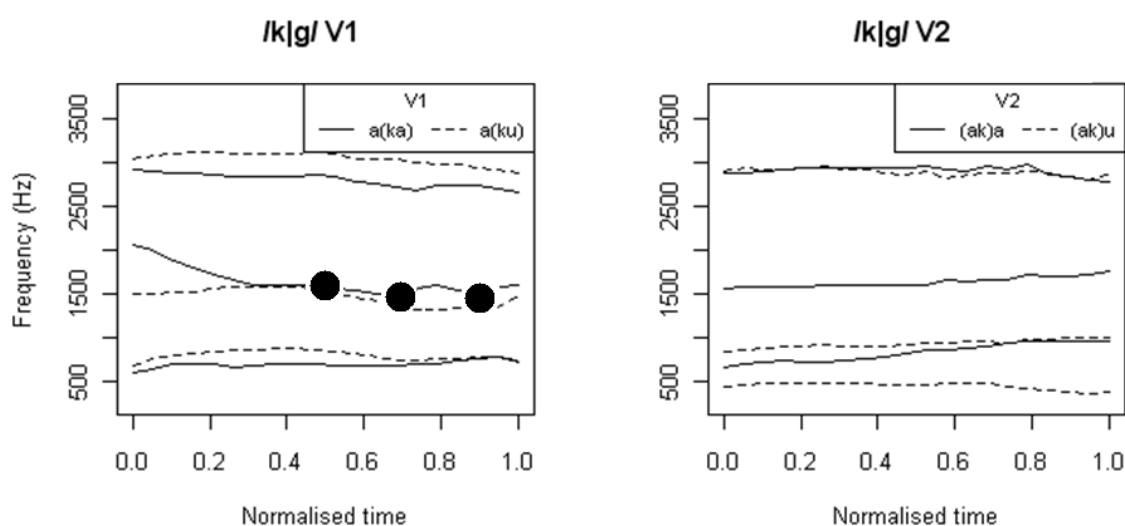 /k|g/ V1
V1
a(ka) a(ku)
Frequency (Hz)
500 1500 2500 3500
0.0 0.2 0.4 0.6 0.8 1.0
Normalised time
/k|g/ V2
V2
(ak)a (ak)u
500 1500 2500 3500
0.0 0.2 0.4 0.6 0.8 1.0
Normalised time